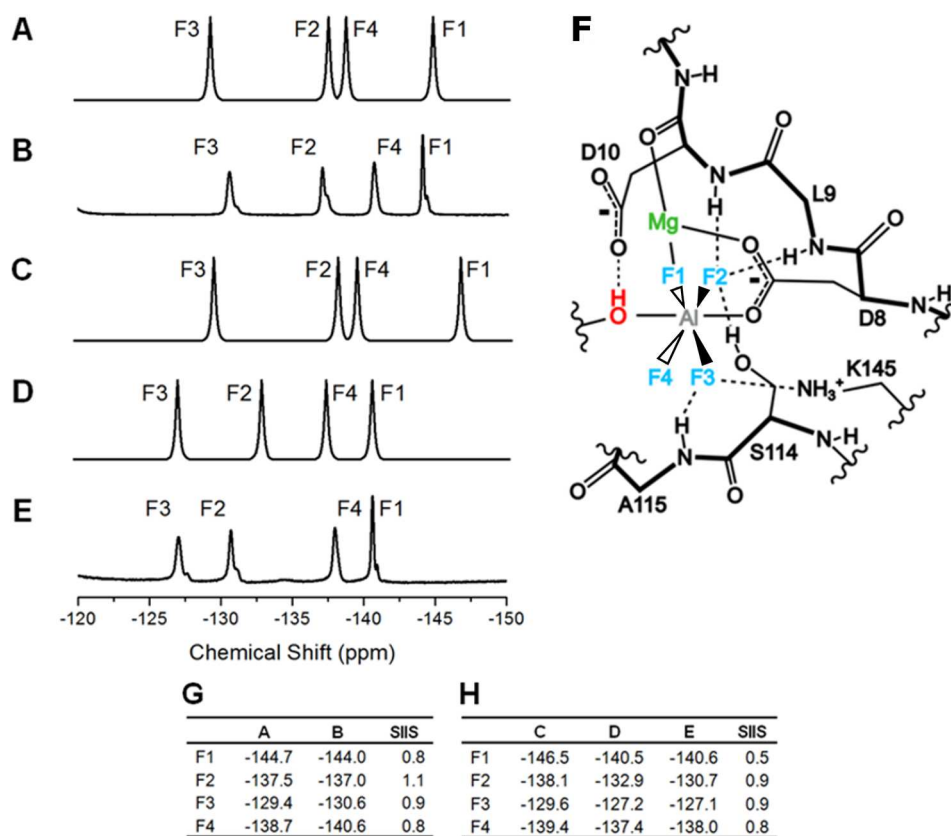 A
F3 F2 F4 F1
B
F3 F2 F4 F1
C
F3 F2 F4 F1
D
F3 F2 F4 F1
E
F3 F2 F4 F1
-120 -125 -130 -135 -140 -145 -150
Chemical Shift (ppm)
F
N-H
O
O
D10
O
N
H
L9
O
-
Mg
O
H
N
O
O
F1 F2
-
H
O
Al
O
D8
N-H
H
O
K145
F4 F3
NH3+
H
N
S114
N-H
O
A115
O
G
A B SIIS
F1 -144.7 -144.0 0.8
F2 -137.5 -137.0 1.1
F3 -129.4 -130.6 0.9
F4 -138.7 -140.6 0.8
H
C D E SIIS
F1 -146.5 -140.5 -140.6 0.5
F2 -138.1 -132.9 -130.7 0.9
F3 -129.6 -127.2 -127.1 0.9
F4 -139.4 -137.4 -138.0 0.8